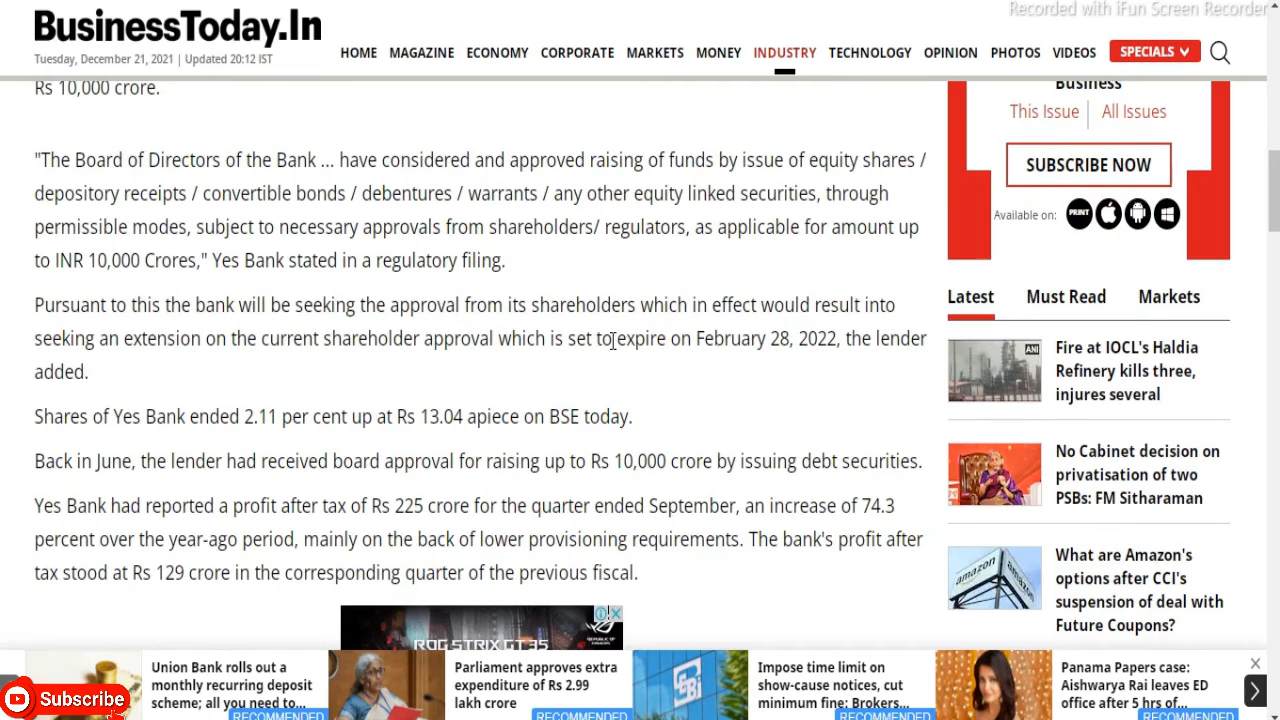 BusinessToday.In
Recorded with iFun Screen Recorder
Tuesday, December 21, 2021 | Updated 20:12 IST
HOME MAGAZINE ECONOMY CORPORATE MARKETS MONEY INDUSTRY TECHNOLOGY OPINION PHOTOS VIDEOS SPECIALS
Rs 10,000 crore.
"The Board of Directors of the Bank ... have considered and approved raising of funds by issue of equity shares /
depository receipts / convertible bonds / debentures / warrants / any other equity linked securities, through
permissible modes, subject to necessary approvals from shareholders/ regulators, as applicable for amount up
to INR 10,000 Crores," Yes Bank stated in a regulatory filing.
Pursuant to this the bank will be seeking the approval from its shareholders which in effect would result into
seeking an extension on the current shareholder approval which is set to expire on February 28, 2022, the lender
added.
Shares of Yes Bank ended 2.11 per cent up at Rs 13.04 apiece on BSE today.
Back in June, the lender had received board approval for raising up to Rs 10,000 crore by issuing debt securities.
Yes Bank had reported a profit after tax of Rs 225 crore for the quarter ended September, an increase of 74.3
percent over the year-ago period, mainly on the back of lower provisioning requirements. The bank's profit after
tax stood at Rs 129 crore in the corresponding quarter of the previous fiscal.
ROG STRIX GT35
REPUBLIC OF
GAMERS
Business
This Issue | All Issues
SUBSCRIBE NOW
Available on: PRINT
Latest Must Read Markets
ANI
Fire at IOCL's Haldia
Refinery kills three,
injures several
No Cabinet decision on
privatisation of two
PSBs: FM Sitharaman
amazon
What are Amazon's
options after CCI's
suspension of deal with
Future Coupons?
Subscribe
Union Bank rolls out a
monthly recurring deposit
scheme; all you need to...
RECOMMENDED
Parliament approves extra
expenditure of Rs 2.99
lakh crore
RECOMMENDED
SEBI
Impose time limit on
show-cause notices, cut
minimum fine: Brokers...
RECOMMENDED
Panama Papers case:
Aishwarya Rai leaves ED
office after 5 hrs of...
RECOMMENDED